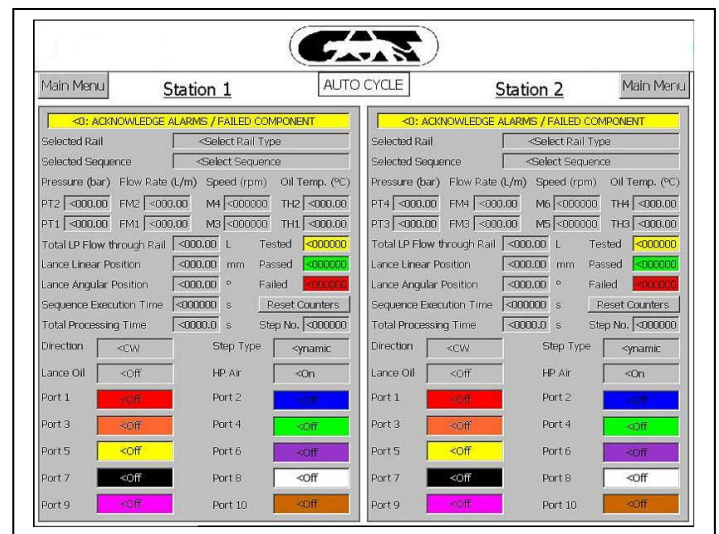 Main Menu
Station 1
AUTO CYCLE
Station 2
Main Menu
<0: ACKNOWLEDGE ALARMS / FAILED COMPONENT
Selected Rail <Select Rail Type
Selected Sequence <Select Sequence
Pressure (bar) Flow Rate (L/m) Speed (rpm) Oil Temp. (ºC)
PT2 <000.00 FM2 <000.00 M4 <000000 TH2 <000.00
PT1 <000.00 FM1 <000.00 M3 <000000 TH1 <000.00
Total LP Flow through Rail <000.00 L Tested <000000
Lance Linear Position <000.00 mm Passed <000000
Lance Angular Position <000.00 º Failed <000000
Sequence Execution Time <000000 s Reset Counters
Total Processing Time <0000.0 s Step No. <000000
Direction <CW Step Type <ynamic
Lance Oil <Off HP Air <On
Port 1 <Off Port 2 <Off
Port 3 <Off Port 4 <Off
Port 5 <Off Port 6 <Off
Port 7 <Off Port 8 <Off
Port 9 <Off Port 10 <Off
<0: ACKNOWLEDGE ALARMS / FAILED COMPONENT
Selected Rail <Select Rail Type
Selected Sequence <Select Sequence
Pressure (bar) Flow Rate (L/m) Speed (rpm) Oil Temp. (ºC)
PT4 <000.00 FM4 <000.00 M6 <000000 TH4 <000.00
PT3 <000.00 FM3 <000.00 M5 <000000 TH3 <000.00
Total LP Flow through Rail <000.00 L Tested <000000
Lance Linear Position <000.00 mm Passed <000000
Lance Angular Position <000.00 º Failed <000000
Sequence Execution Time <000000 s Reset Counters
Total Processing Time <0000.0 s Step No. <000000
Direction <CW Step Type <ynamic
Lance Oil <Off HP Air <On
Port 1 <Off Port 2 <Off
Port 3 <Off Port 4 <Off
Port 5 <Off Port 6 <Off
Port 7 <Off Port 8 <Off
Port 9 <Off Port 10 <Off